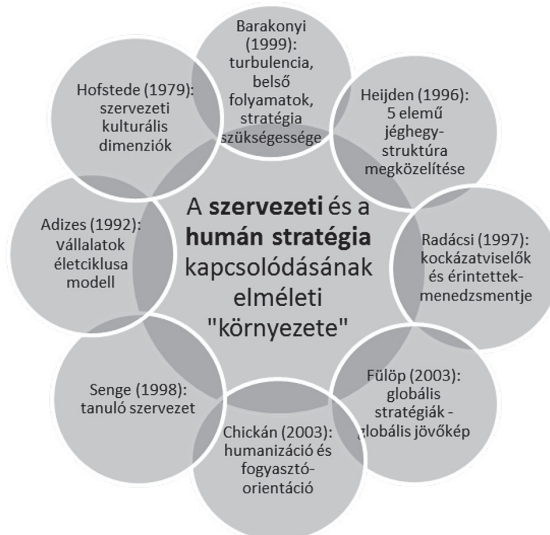 Barakonyi
(1999):
turbulencia,
belső
folyamatok,
stratégia
szükségessége
Heijden (1996):
5 elemű
jéghegy-
struktúra
megközelítése
Radácsi (1997):
kockázatviselők
és érintettek-
menedzsmentje
Fülöp (2003):
globális
stratégiák -
globális jövőkép
Chickán (2003):
humanizáció és
fogyasztó-
orientáció
Senge (1998):
tanuló szervezet
Adizes (1992):
vállalatok
életciklusa
modell
Hofstede (1979):
szervezeti
kulturális
dimenziók
A szervezeti és a
humán stratégia
kapcsolódásának
elméleti
"környezete"